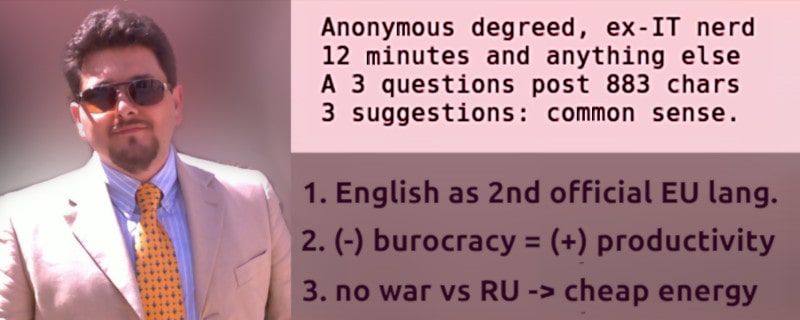 Anonymous degreed, ex-IT nerd
12 minutes and anything else
A 3 questions post 883 chars
3 suggestions: common sense.
1. English as 2nd official EU lang.
2. (-) burocracy = (+) productivity
3. no war vs RU -> cheap energy